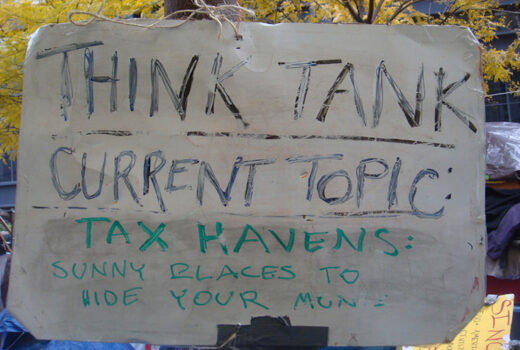 THINK TANK
CURRENT TOPIC:
TAX HAVENS:
SUNNY PLACES TO
HIDE YOUR